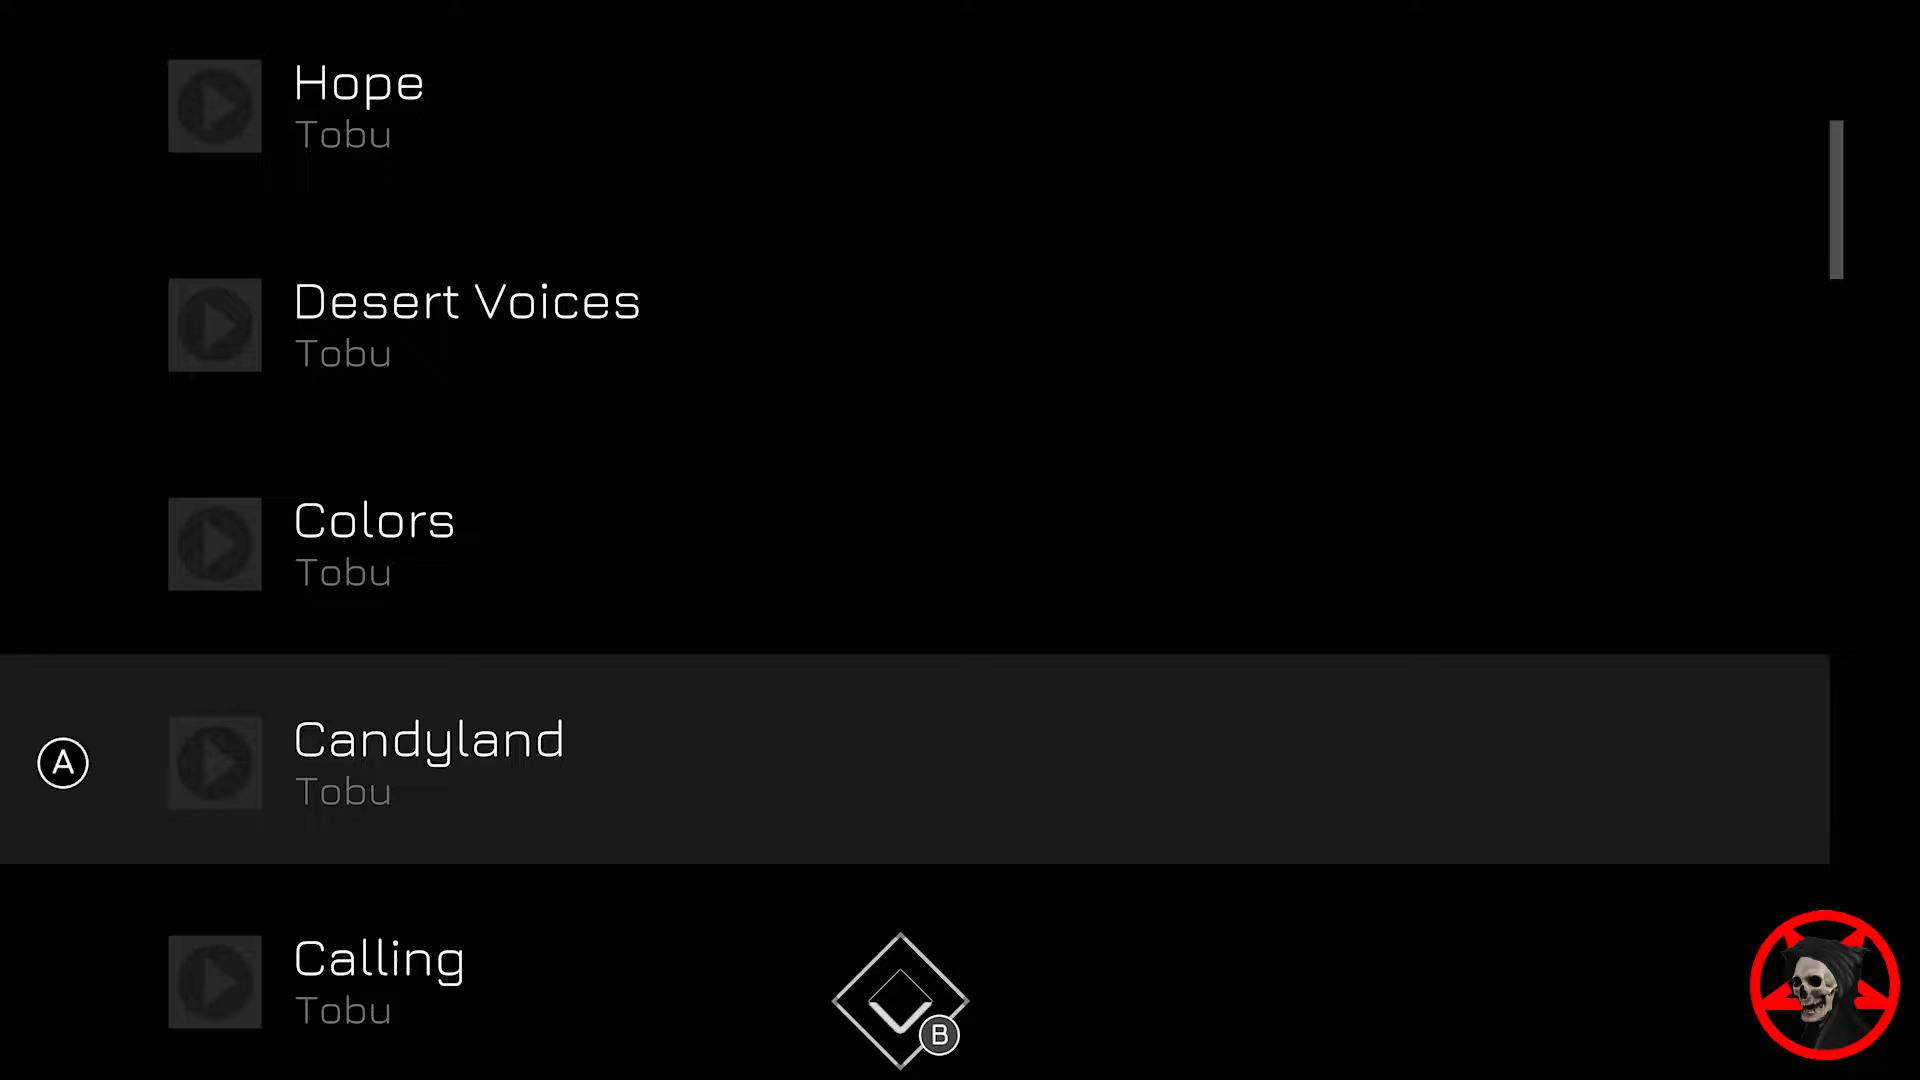 Hope
Tobu
Desert Voices
Tobu
Colors
Tobu
A
Candyland
Tobu
Calling
Tobu
B